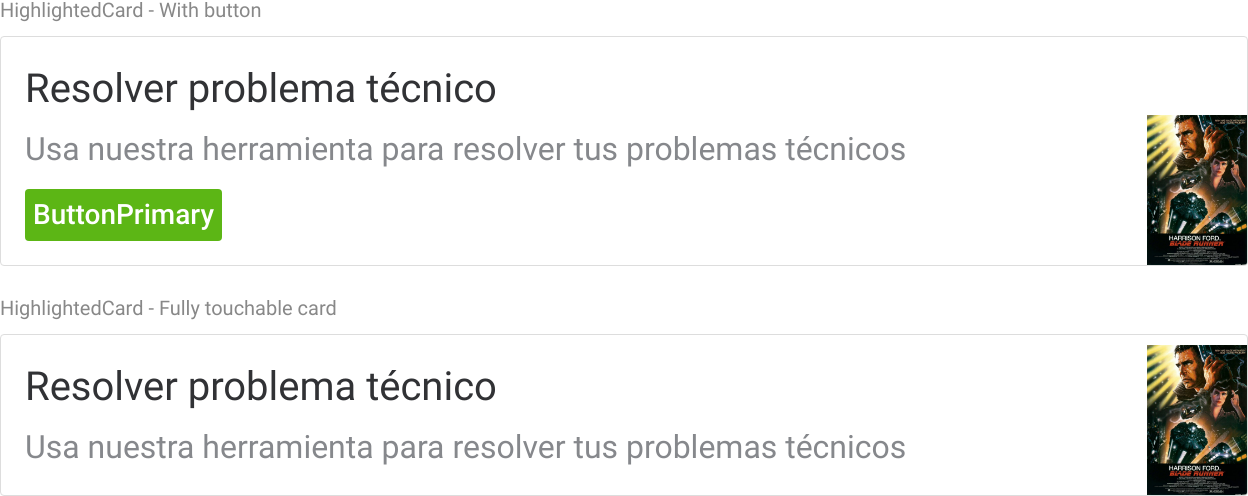 HighlightedCard - With button
Resolver problema técnico
Usa nuestra herramienta para resolver tus problemas técnicos
ButtonPrimary
HARRISON FORD.
BLADE RUNNER
HighlightedCard - Fully touchable card
Resolver problema técnico
Usa nuestra herramienta para resolver tus problemas técnicos
HARRISON FORD.
BLADE RUNNER